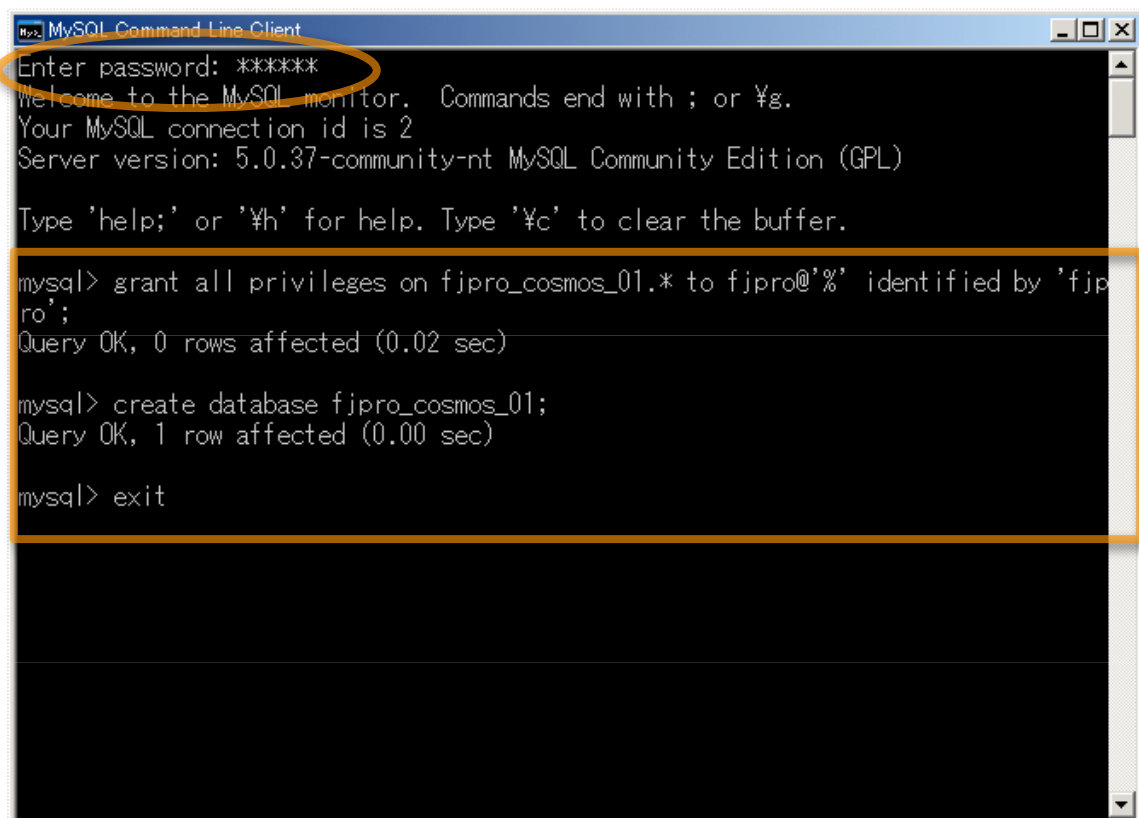 MySQL Command Line Client
Enter password: ******
Welcome to the MySQL monitor.  Commands end with ; or ¥g.
Your MySQL connection id is 2
Server version: 5.0.37-community-nt MySQL Community Edition (GPL)
Type 'help;' or '¥h' for help. Type '¥c' to clear the buffer.
mysql> grant all privileges on fjpro_cosmos_01.* to fjpro@'%' identified by 'fjp
ro';
Query OK, 0 rows affected (0.02 sec)
mysql> create database fjpro_cosmos_01;
Query OK, 1 row affected (0.00 sec)
mysql> exit